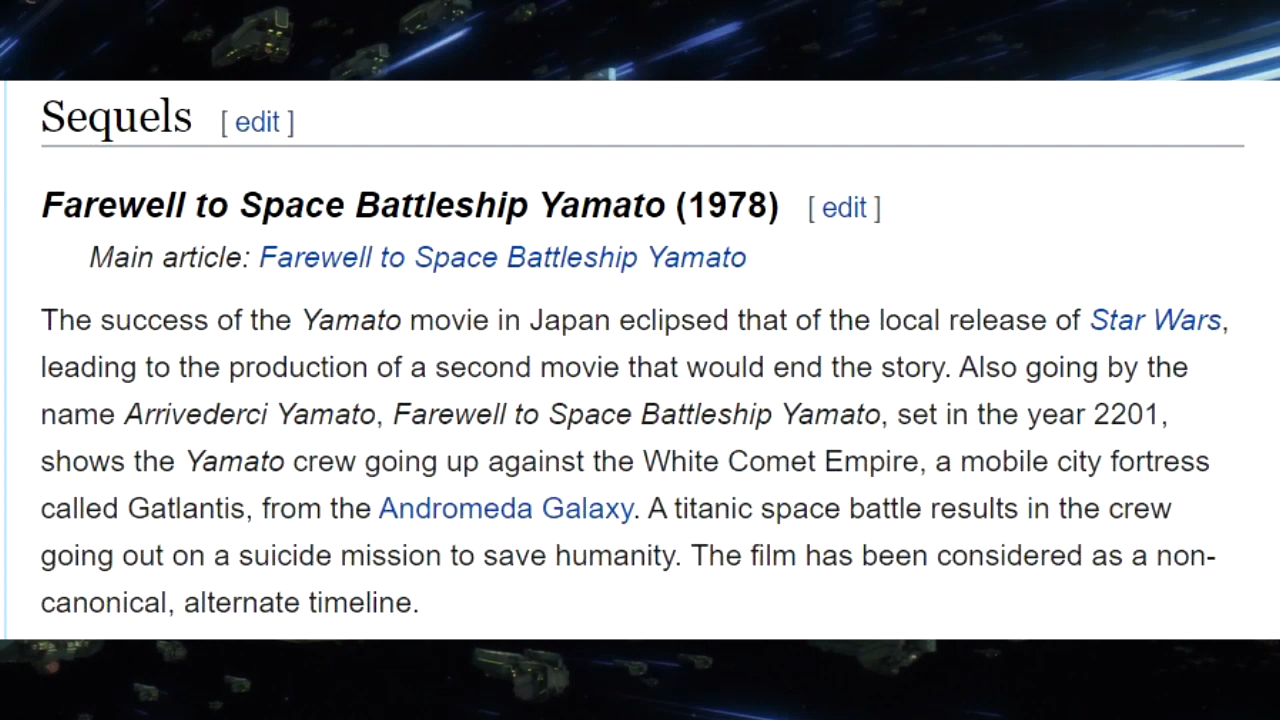 Sequels [ edit ]
Farewell to Space Battleship Yamato (1978) [ edit ]
Main article: Farewell to Space Battleship Yamato
The success of the Yamato movie in Japan eclipsed that of the local release of Star Wars,
leading to the production of a second movie that would end the story. Also going by the
name Arrivederci Yamato, Farewell to Space Battleship Yamato, set in the year 2201,
shows the Yamato crew going up against the White Comet Empire, a mobile city fortress
called Gatlantis, from the Andromeda Galaxy. A titanic space battle results in the crew
going out on a suicide mission to save humanity. The film has been considered as a non-
canonical, alternate timeline.